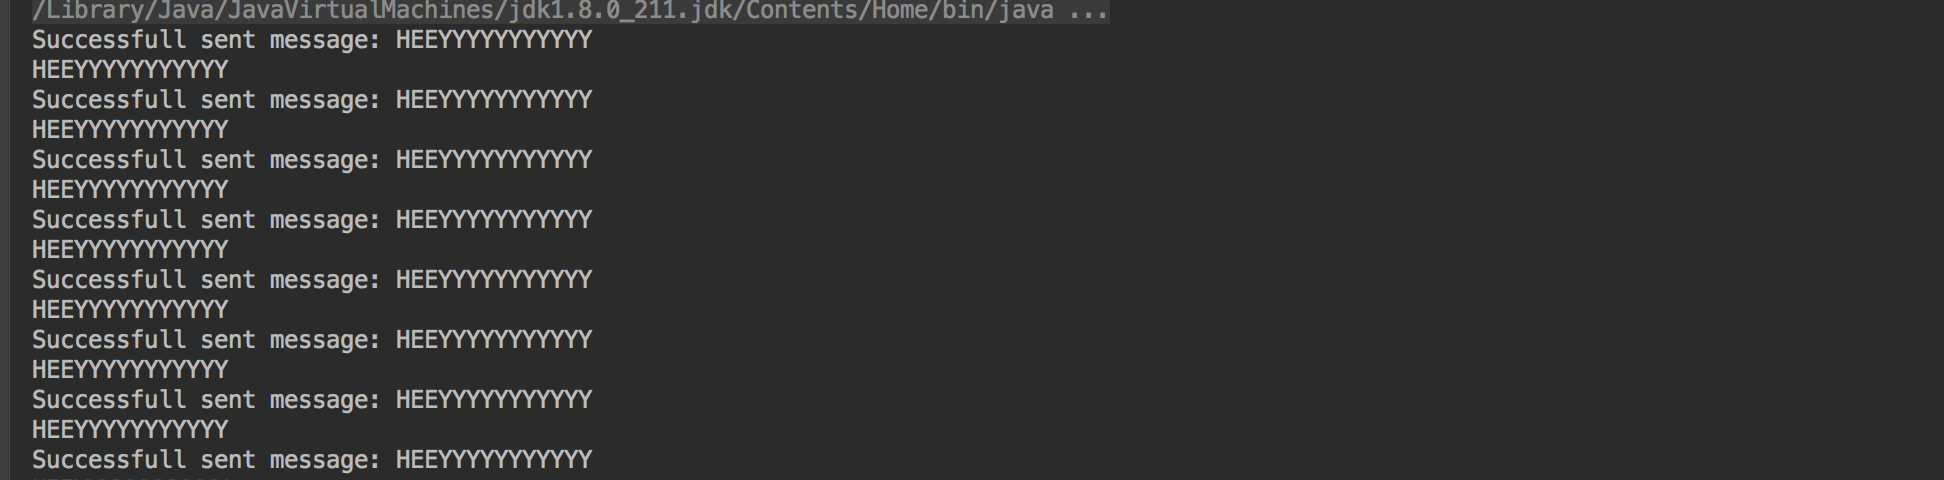 /Library/Java/JavaVirtualMachines/jdk1.8.0_211.jdk/Contents/Home/bin/java ...
Successfull sent message: HEEYYYYYYYYYYY
HEEYYYYYYYYYYY
Successfull sent message: HEEYYYYYYYYYYY
HEEYYYYYYYYYYY
Successfull sent message: HEEYYYYYYYYYYY
HEEYYYYYYYYYYY
Successfull sent message: HEEYYYYYYYYYYY
HEEYYYYYYYYYYY
Successfull sent message: HEEYYYYYYYYYYY
HEEYYYYYYYYYYY
Successfull sent message: HEEYYYYYYYYYYY
HEEYYYYYYYYYYY
Successfull sent message: HEEYYYYYYYYYYY
HEEYYYYYYYYYYY
Successfull sent message: HEEYYYYYYYYYYY